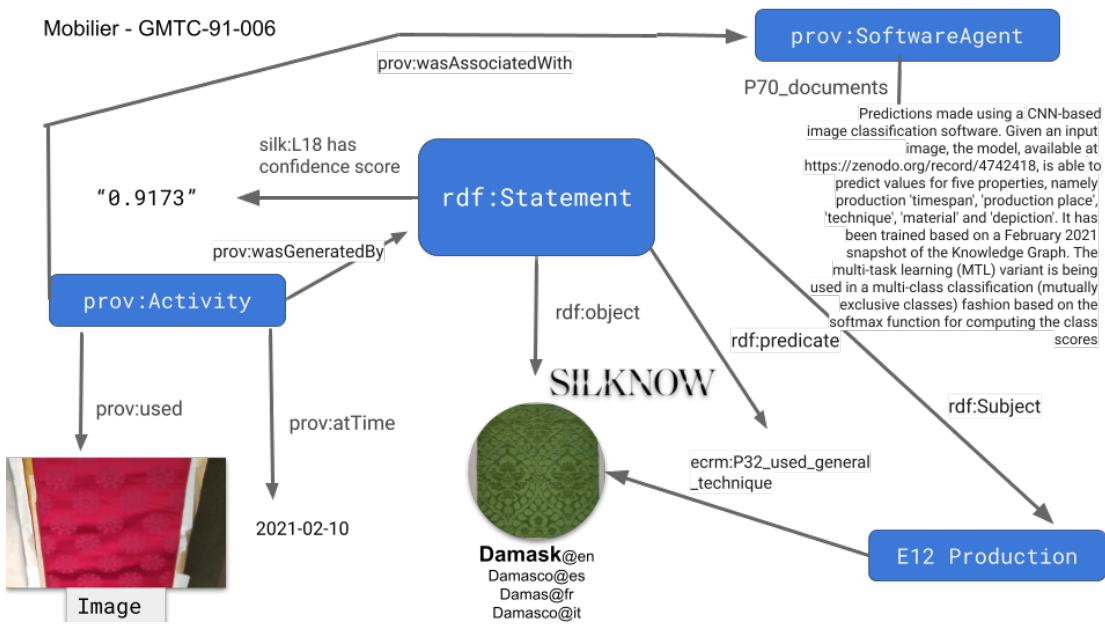 Mobilier - GMTC-91-006
prov:SoftwareAgent
prov:wasAssociatedWith
P70_documents
Predictions made using a CNN-based
image classification software. Given an input
image, the model, available at
https://zenodo.org/record/4742418, is able to
predict values for five properties, namely
production 'timespan', 'production place',
'technique', 'material' and 'depiction'. It has
been trained based on a February 2021
snapshot of the Knowledge Graph. The
multi-task learning (MTL) variant is being
used in a multi-class classification (mutually
exclusive classes) fashion based on the
softmax function for computing the class
scores
silk:L18 has
confidence score
“0.9173”
rdf:Statement
prov:wasGeneratedBy
prov:Activity
rdf:object
rdf:predicate
rdf:Subject
prov:used
prov:atTime
SILKNOW
ecrm:P32_used_general
_technique
2021-02-10
Damask@en
Damasco@es
Damas@fr
Damasco@it
E12 Production
Image